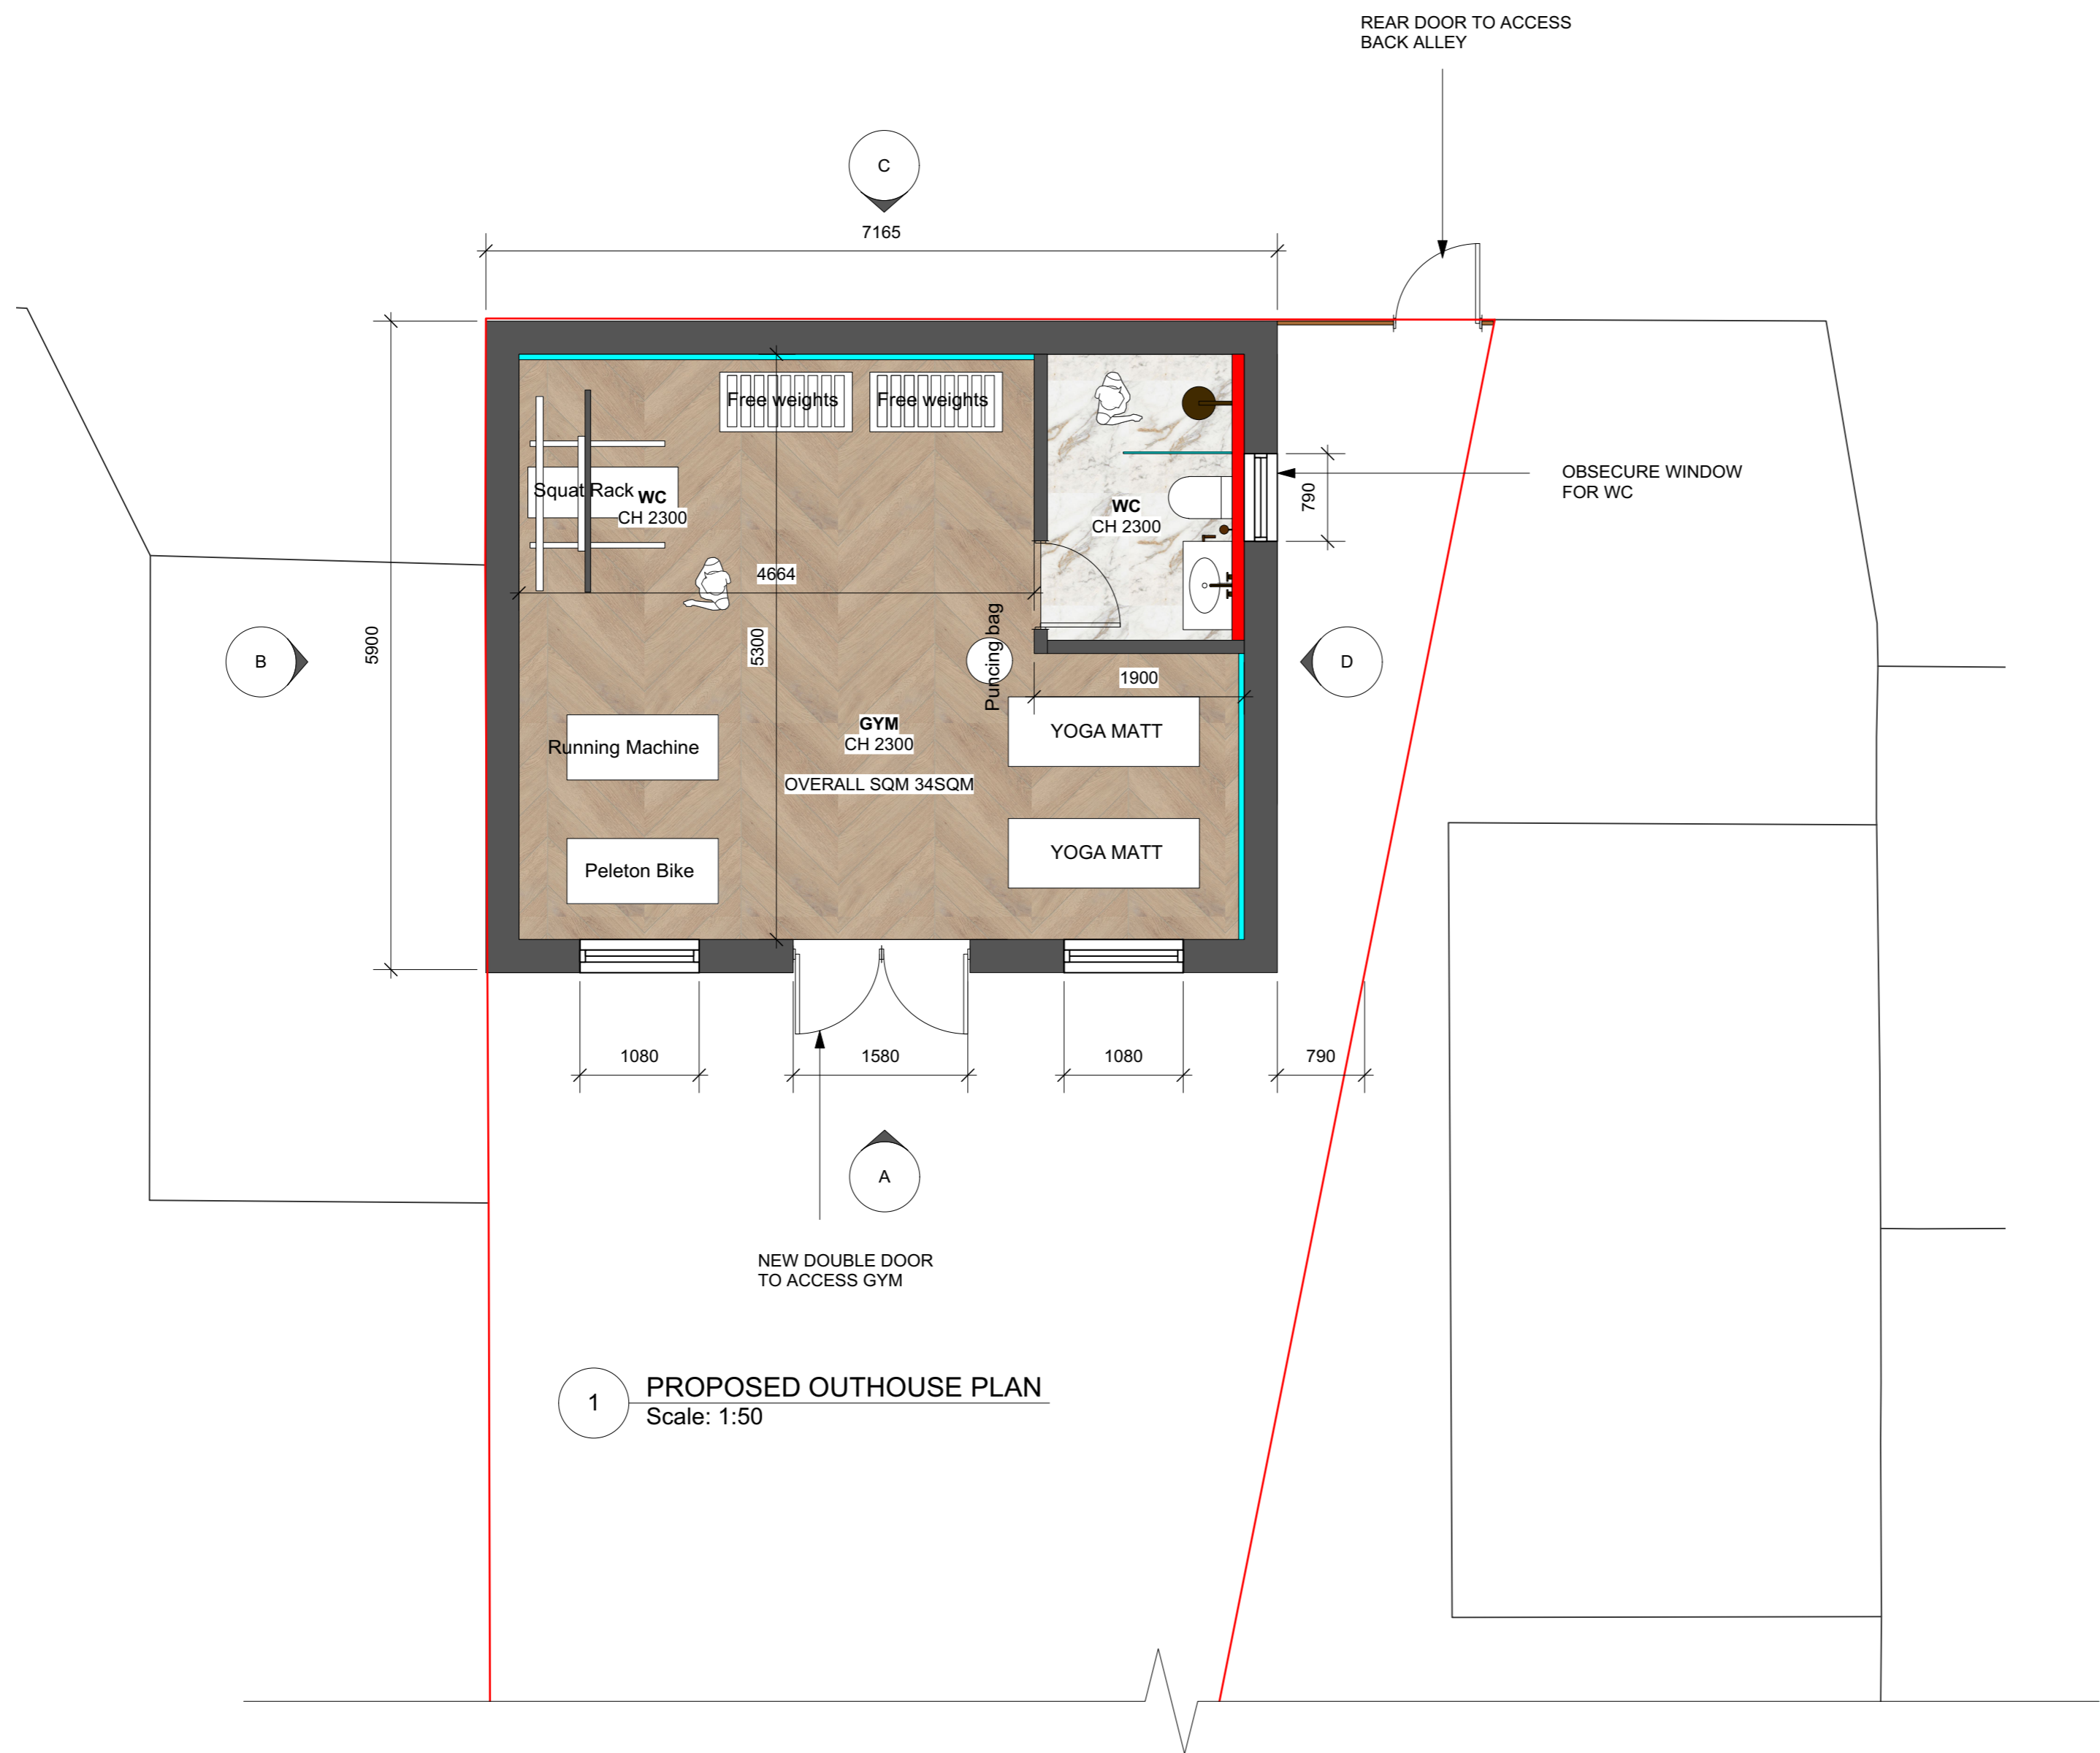 REAR DOOR TO ACCESS
BACK ALLEY
C
7165
Free weights
Free weights
Squat Rack
WC
CH 2300
WC
CH 2300
790
OBSECURE WINDOW
FOR WC
4664
5900
5300
Puncing bag
B
D
1900
GYM
CH 2300
YOGA MATT
Running Machine
OVERALL SQM 34SQM
YOGA MATT
Peleton Bike
1080
1580
1080
790
A
NEW DOUBLE DOOR
TO ACCESS GYM
1
PROPOSED OUTHOUSE PLAN
Scale: 1:50